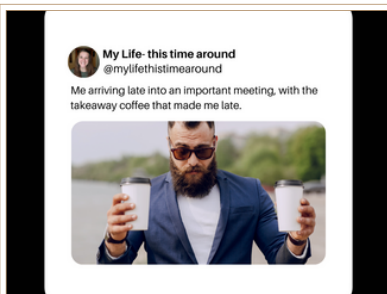 My Life- this time around
@mylifethistimearound
Me arriving late into an important meeting, with the
takeaway coffee that made me late.